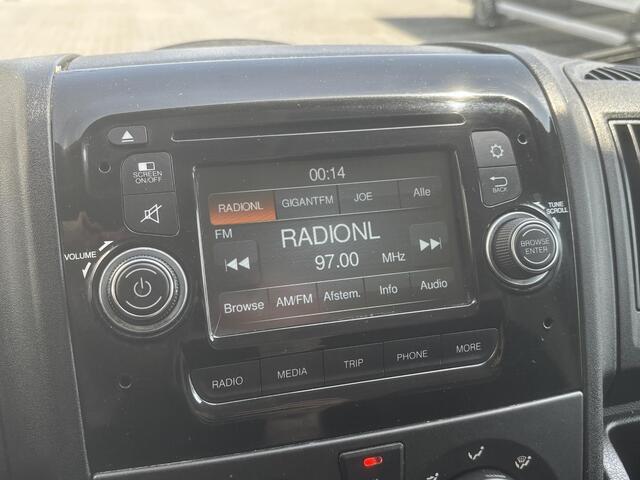 00:14
SCREEN
ON/OFF
RADIONL GIGANTFM JOE Alle
FM
RADIONL
97.00 MHz
Browse AM/FM Afstem. Info Audio
BACK
VOLUME
TUNE
SCROLL
BROWSE
ENTER
RADIO MEDIA TRIP PHONE MORE